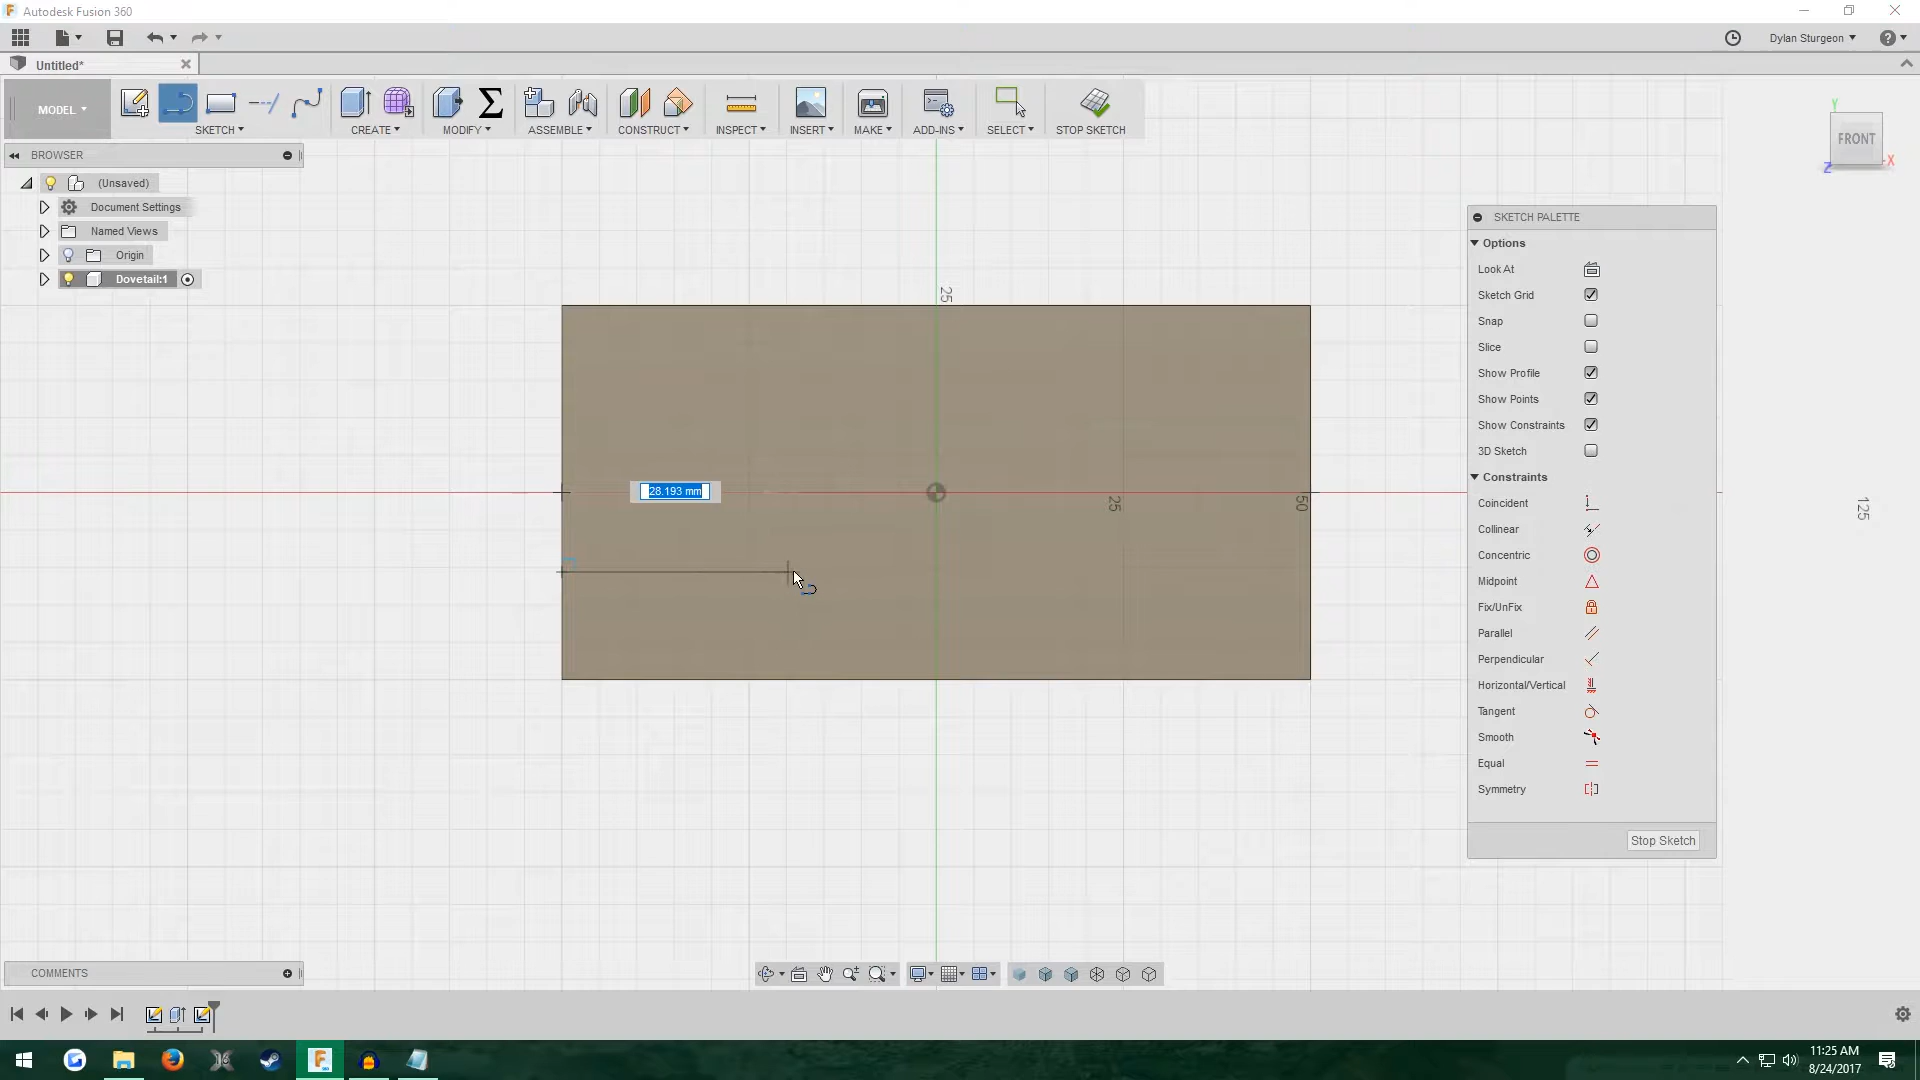 Autodesk Fusion 360
Dylan Sturgeon
Untitled*
MODEL
SKETCH
CREATE
MODIFY
ASSEMBLE
CONSTRUCT
INSPECT
INSERT
MAKE
ADD-INS
SELECT
STOP SKETCH
BROWSER
(Unsaved)
Document Settings
Named Views
Origin
Dovetail:1
Y
FRONT
X
Z
25
28.193 mm
25
50
125
SKETCH PALETTE
Options
Look At
Sketch Grid
Snap
Slice
Show Profile
Show Points
Show Constraints
3D Sketch
Constraints
Coincident
Collinear
Concentric
Midpoint
Fix/UnFix
Parallel
Perpendicular
Horizontal/Vertical
Tangent
Smooth
Equal
Symmetry
Stop Sketch
COMMENTS
11:25 AM
8/24/2017